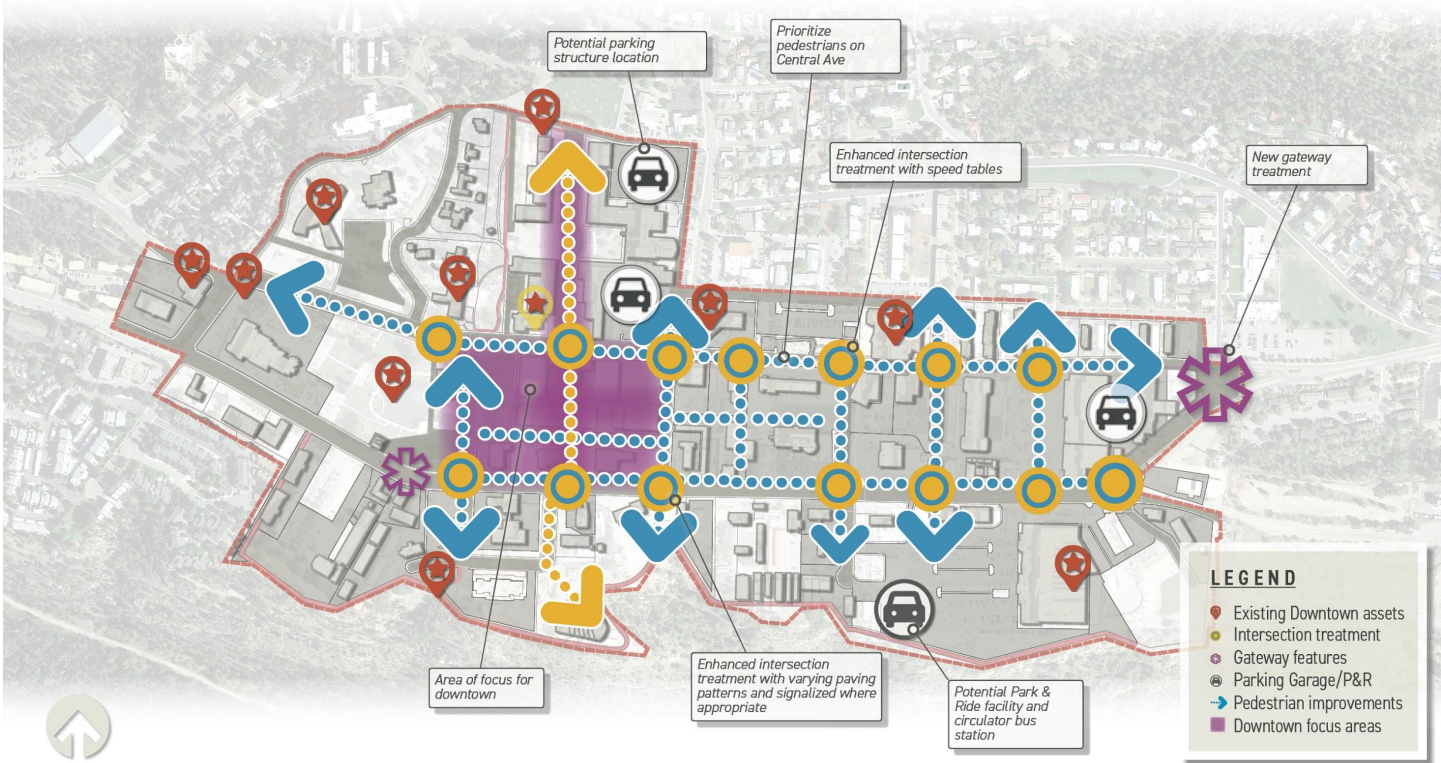 Potential parking
structure location
Prioritize
pedestrians on
Central Ave
Enhanced intersection
treatment with speed tables
New gateway
treatment
Area of focus for
downtown
Enhanced intersection
treatment with varying paving
patterns and signalized where
appropriate
Potential Park &
Ride facility and
circulator bus
station
LEGEND
Existing Downtown assets
Intersection treatment
Gateway features
Parking Garage/P&R
Pedestrian improvements
Downtown focus areas